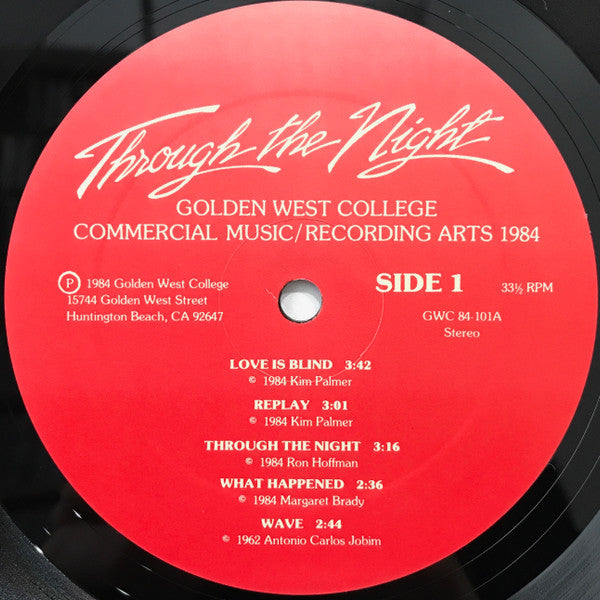 Through the Night
GOLDEN WEST COLLEGE
COMMERCIAL MUSIC/RECORDING ARTS 1984
Ⓟ 1984 Golden West College
15744 Golden West Street
Huntington Beach, CA 92647
SIDE 1 33⅓ RPM
GWC 84-101A
Stereo
LOVE IS BLIND 3:42
© 1984 Kim Palmer
REPLAY 3:01
© 1984 Kim Palmer
THROUGH THE NIGHT 3:16
© 1984 Ron Hoffman
WHAT HAPPENED 2:36
© 1984 Margaret Brady
WAVE 2:44
© 1962 Antonio Carlos Jobim